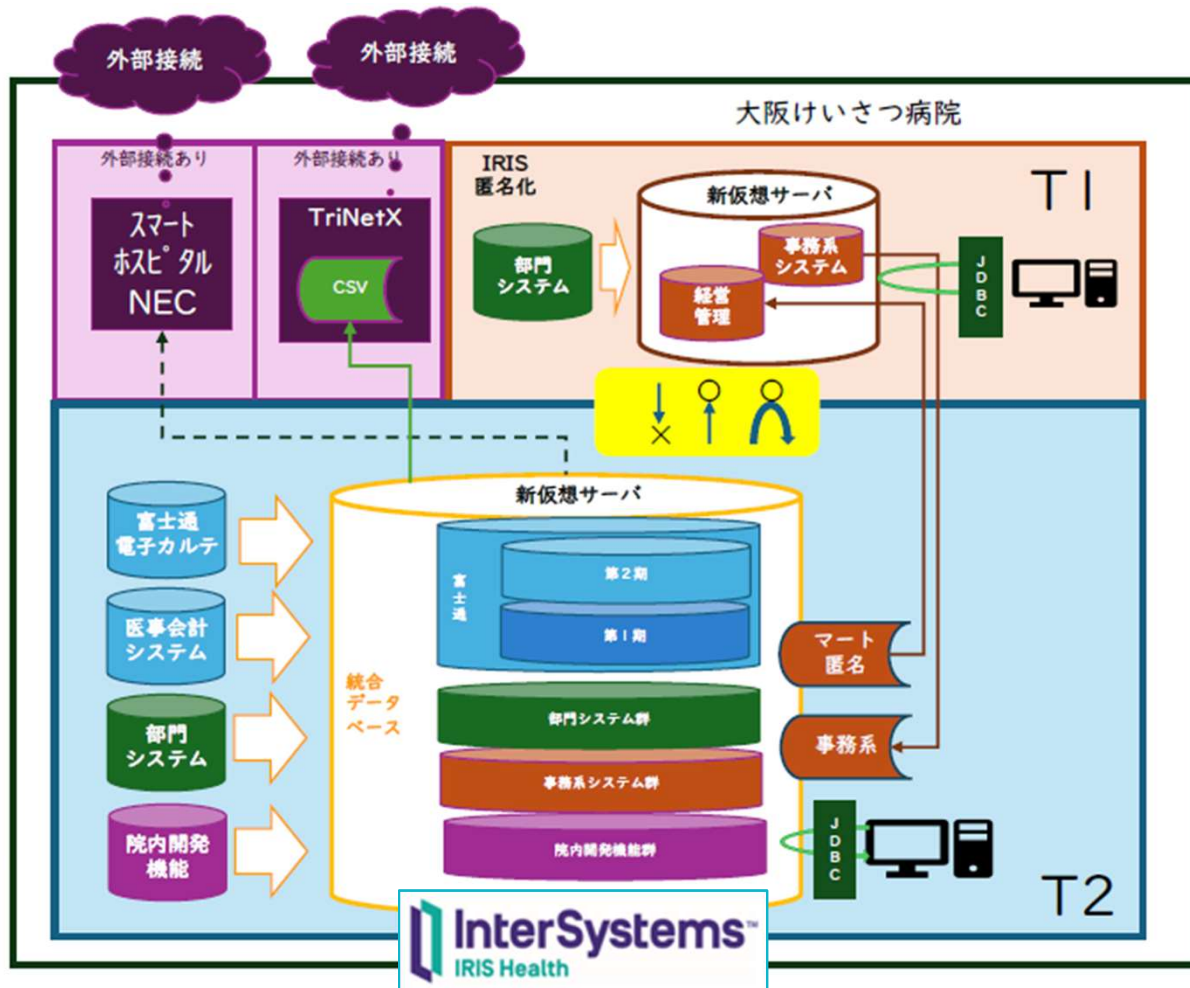 外部接続
外部接続
大阪けいさつ病院
外部接続あり
外部接続あり
スマート
ホスピタル
NEC
TriNetX
CSV
IRIS
匿名化
部門
システム
新仮想サーバ
事務系
システム
経営
管理
JDBC
T1
新仮想サーバ
富士通
電子カルテ
医事会計
システム
部門
システム
院内開発
機能
統合
データ
ベース
富士通
第2期
第1期
部門システム群
事務系システム群
院内開発機能群
マート
匿名
事務系
JDBC
T2
InterSystems™
IRIS Health